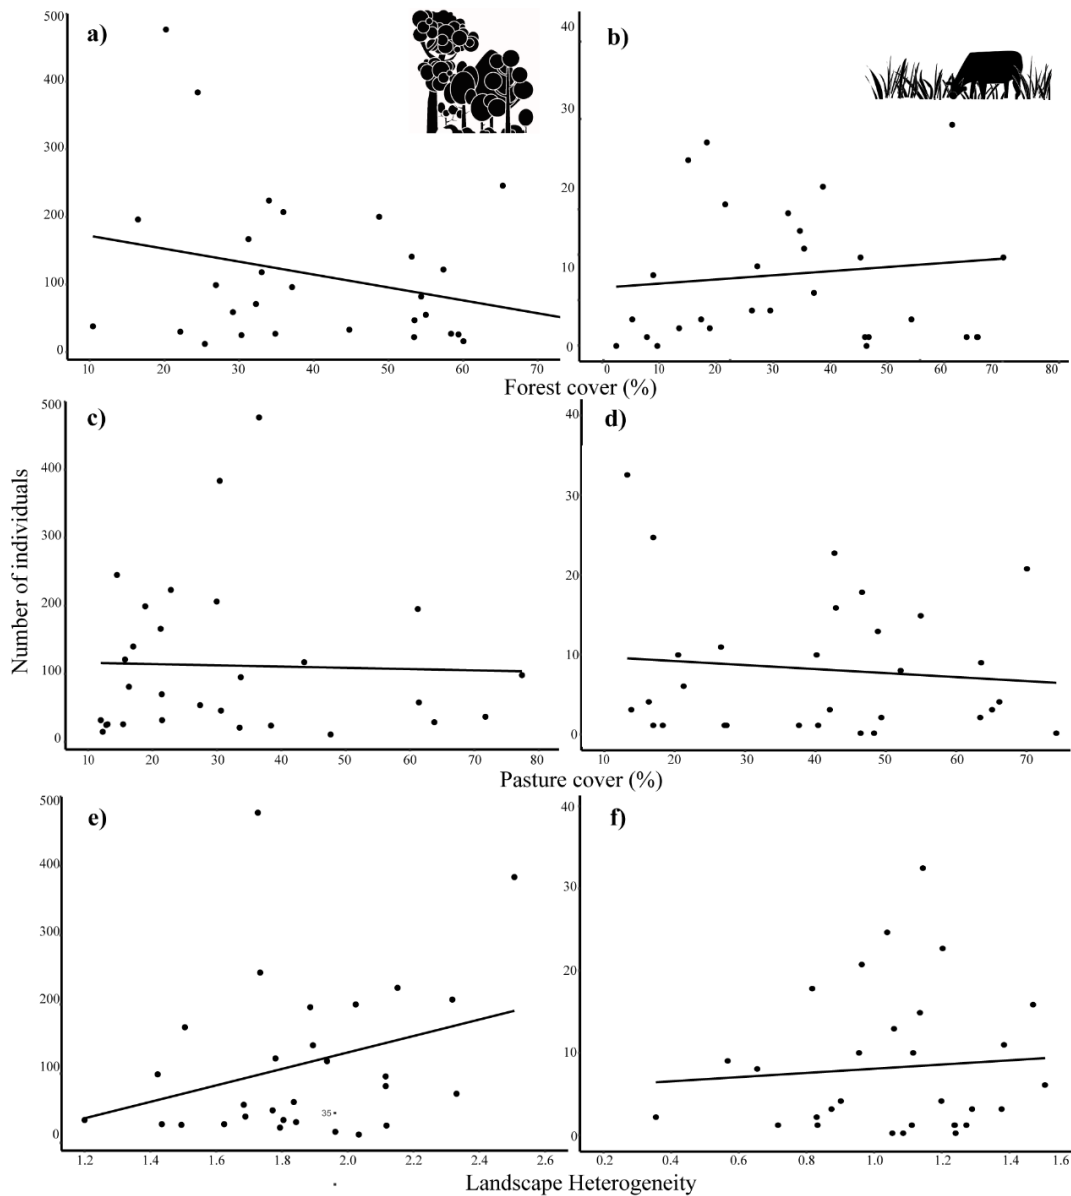 a)
500
400
300
200
100
0
10 20 30 40 50 60 70
b)
40
30
20
10
0
0 10 20 30 40 50 60 70 80
Forest cover (%)
Number of individuals
c)
500
400
300
200
100
0
10 20 30 40 50 60 70 80
d)
40
30
20
10
0
10 20 30 40 50 60 70
Pasture cover (%)
e)
500
400
300
200
100
0
35
1.2 1.4 1.6 1.8 2.0 2.2 2.4 2.6
f)
40
30
20
10
0
0.2 0.6 0.8 1.0 1.2 1.4 1.6
Landscape Heterogeneity